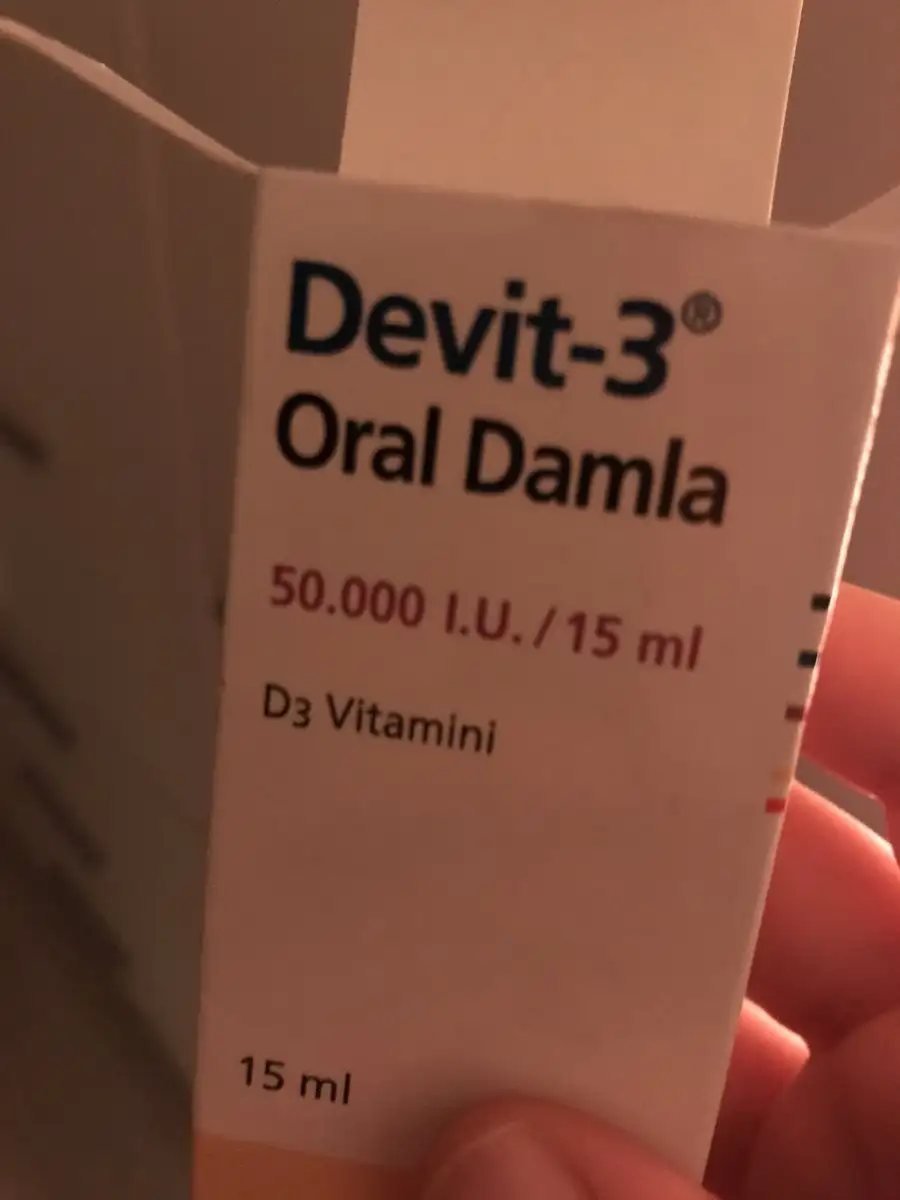 Devit-3®
Oral Damla
50.000 I.U./15 ml
D3 Vitamini
15 ml